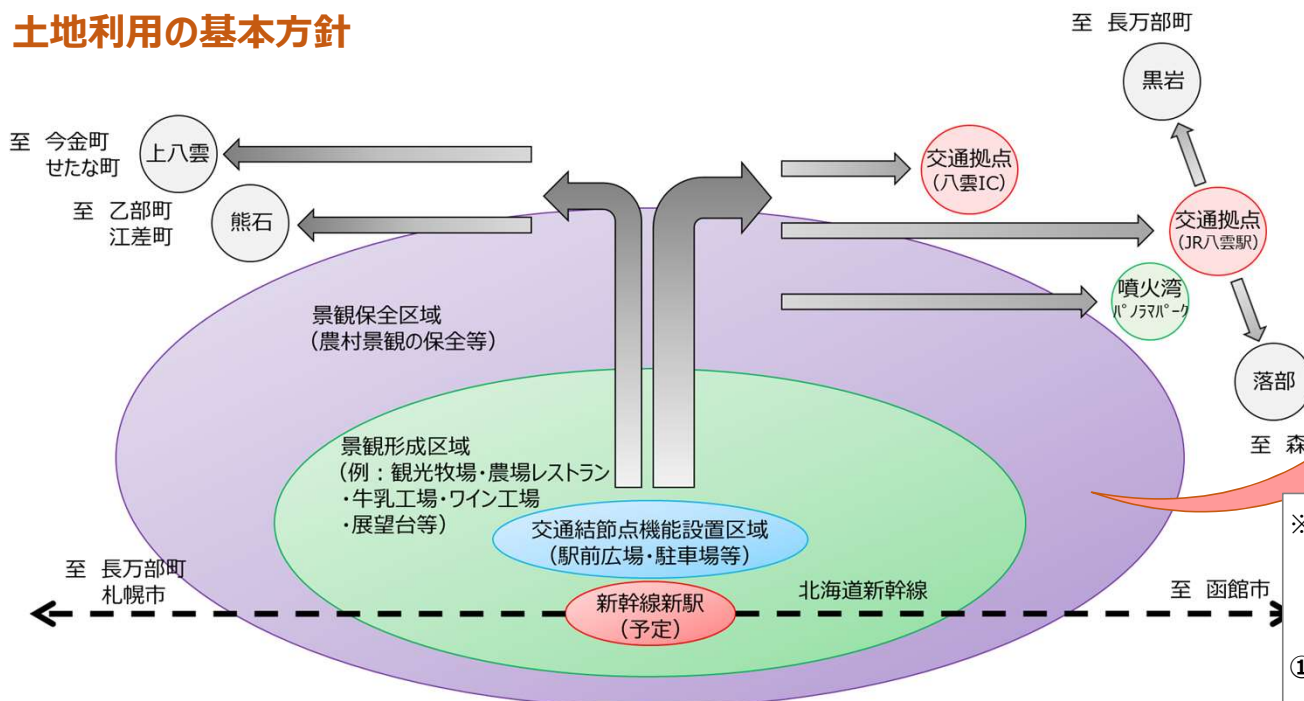 土地利用の基本方針
至 長万部町
黒岩
至 今金町
せたな町
上八雲
交通拠点
(八雲IC)
至 乙部町
江差町
熊石
交通拠点
(JR八雲駅)
噴火湾
ﾊﾟﾉﾗﾏﾊﾟｰｸ
景観保全区域
(農村景観の保全等)
落部
至 森
景観形成区域
(例：観光牧場・農場レストラン
・牛乳工場・ワイン工場
・展望台等)
交通結節点機能設置区域
(駅前広場・駐車場等)
※
至 長万部町
札幌市
新幹線新駅
(予定)
北海道新幹線
至 函館市
①